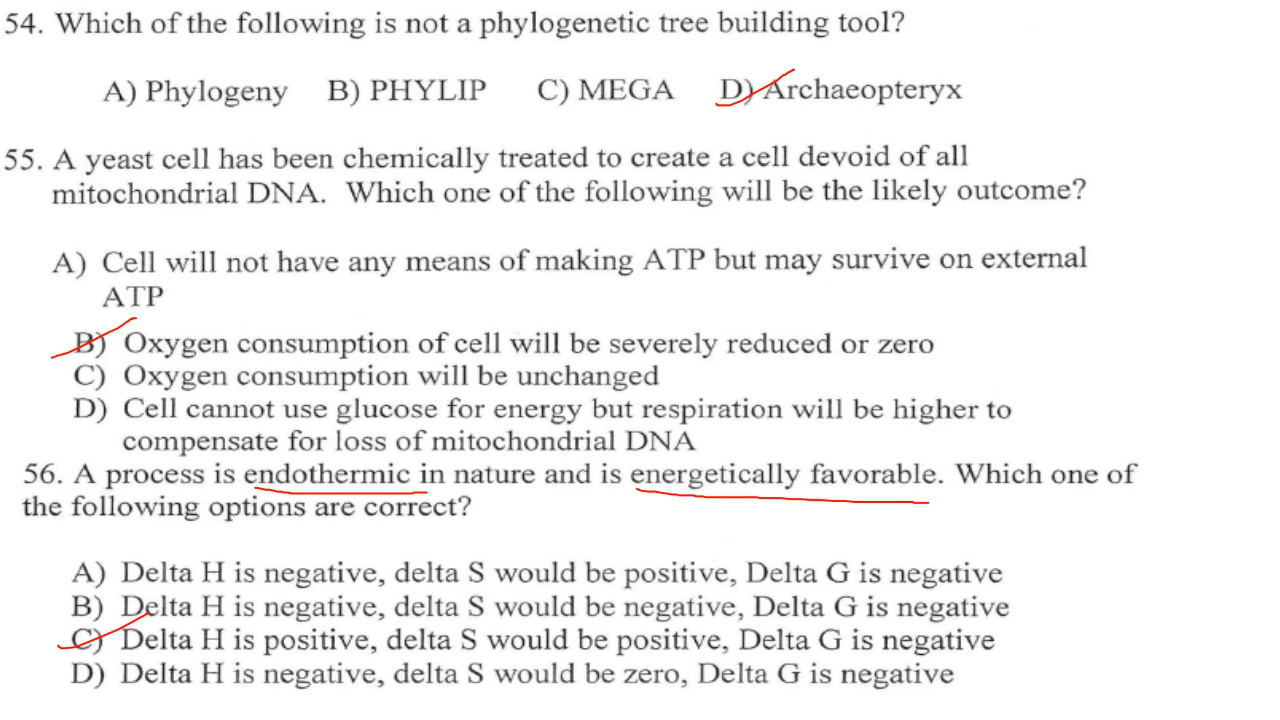 54. Which of the following is not a phylogenetic tree building tool?
A) Phylogeny B) PHYLIP C) MEGA D) Archaeopteryx
55. A yeast cell has been chemically treated to create a cell devoid of all
mitochondrial DNA. Which one of the following will be the likely outcome?
A) Cell will not have any means of making ATP but may survive on external
ATP
B) Oxygen consumption of cell will be severely reduced or zero
C) Oxygen consumption will be unchanged
D) Cell cannot use glucose for energy but respiration will be higher to
compensate for loss of mitochondrial DNA
56. A process is endothermic in nature and is energetically favorable. Which one of
the following options are correct?
A) Delta H is negative, delta S would be positive, Delta G is negative
B) Delta H is negative, delta S would be negative, Delta G is negative
C) Delta H is positive, delta S would be positive, Delta G is negative
D) Delta H is negative, delta S would be zero, Delta G is negative